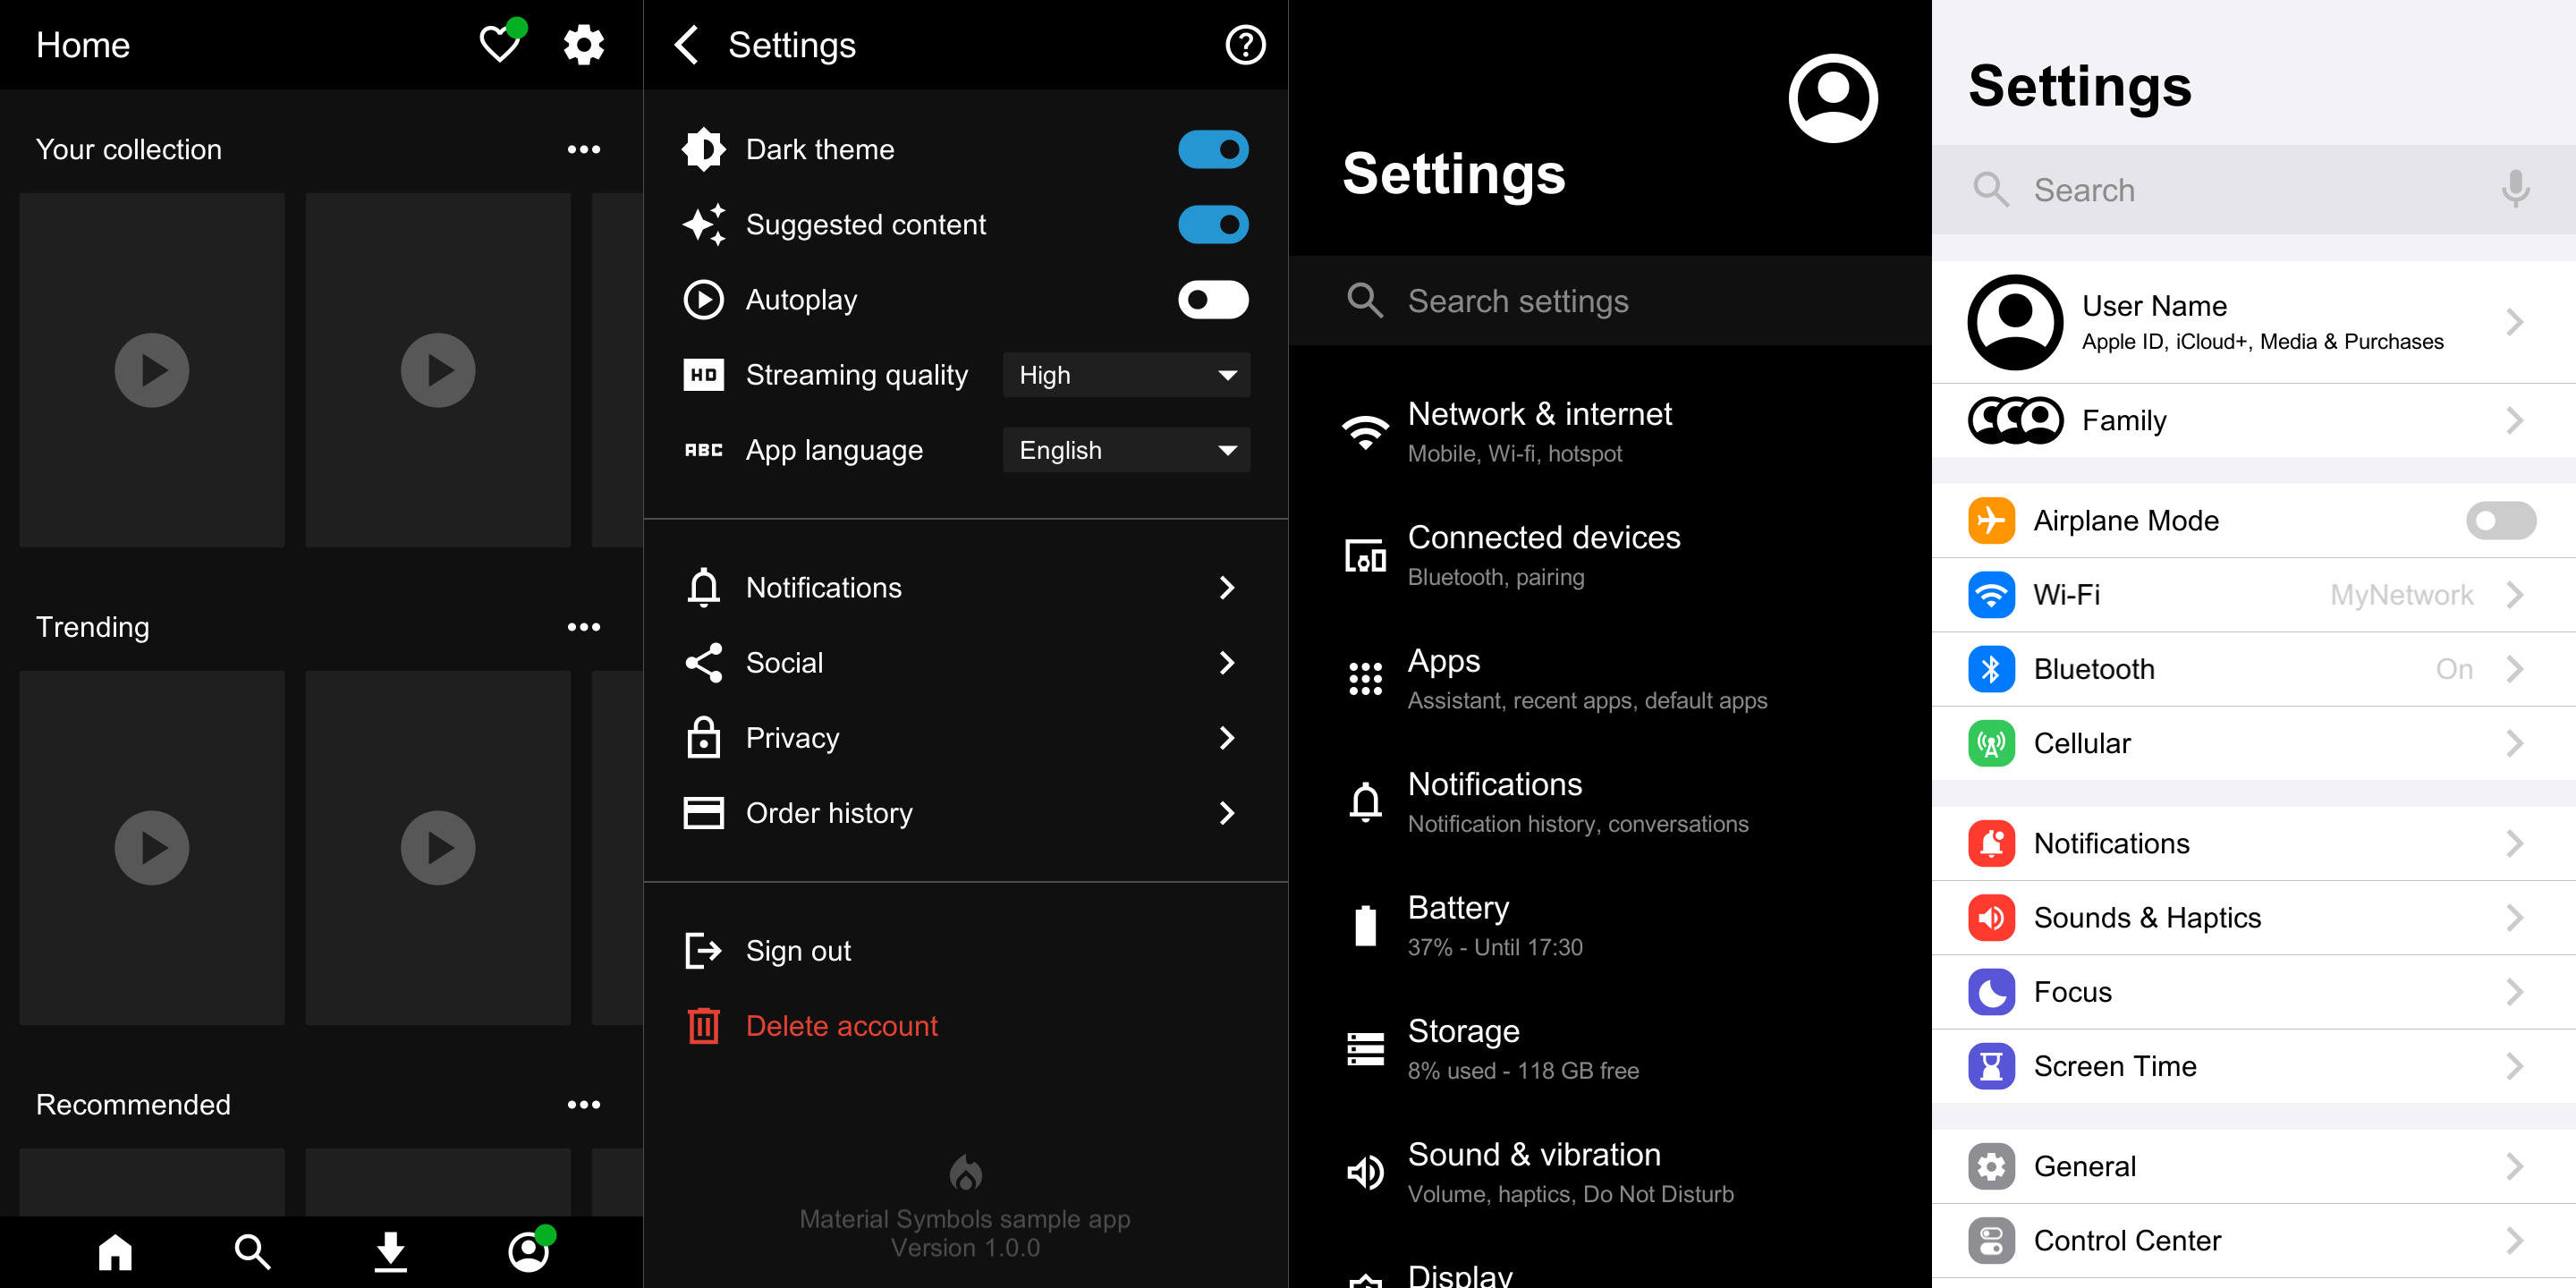 Home
Your collection
Trending
Recommended
Settings
Dark theme
Suggested content
Autoplay
HD Streaming quality High
ABC App language English
Notifications
Social
Privacy
Order history
Sign out
Delete account
Material Symbols sample app
Version 1.0.0
Settings
Search settings
Network & internet
Mobile, Wi-fi, hotspot
Connected devices
Bluetooth, pairing
Apps
Assistant, recent apps, default apps
Notifications
Notification history, conversations
Battery
37% - Until 17:30
Storage
8% used - 118 GB free
Sound & vibration
Volume, haptics, Do Not Disturb
Display
Settings
Search
User Name
Apple ID, iCloud+, Media & Purchases
Family
Airplane Mode
Wi-Fi MyNetwork
Bluetooth On
Cellular
Notifications
Sounds & Haptics
Focus
Screen Time
General
Control Center